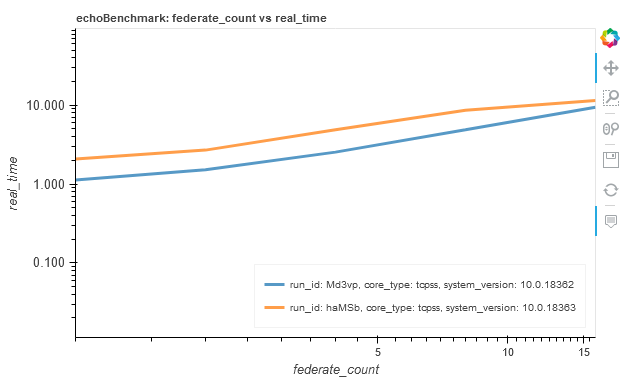 echoBenchmark: federate_count vs real_time
10.000
1.000
0.100
real_time
run_id: Md3vp, core_type: tcpss, system_version: 10.0.18362
run_id: haMSb, core_type: tcpss, system_version: 10.0.18363
5
10
15
federate_count